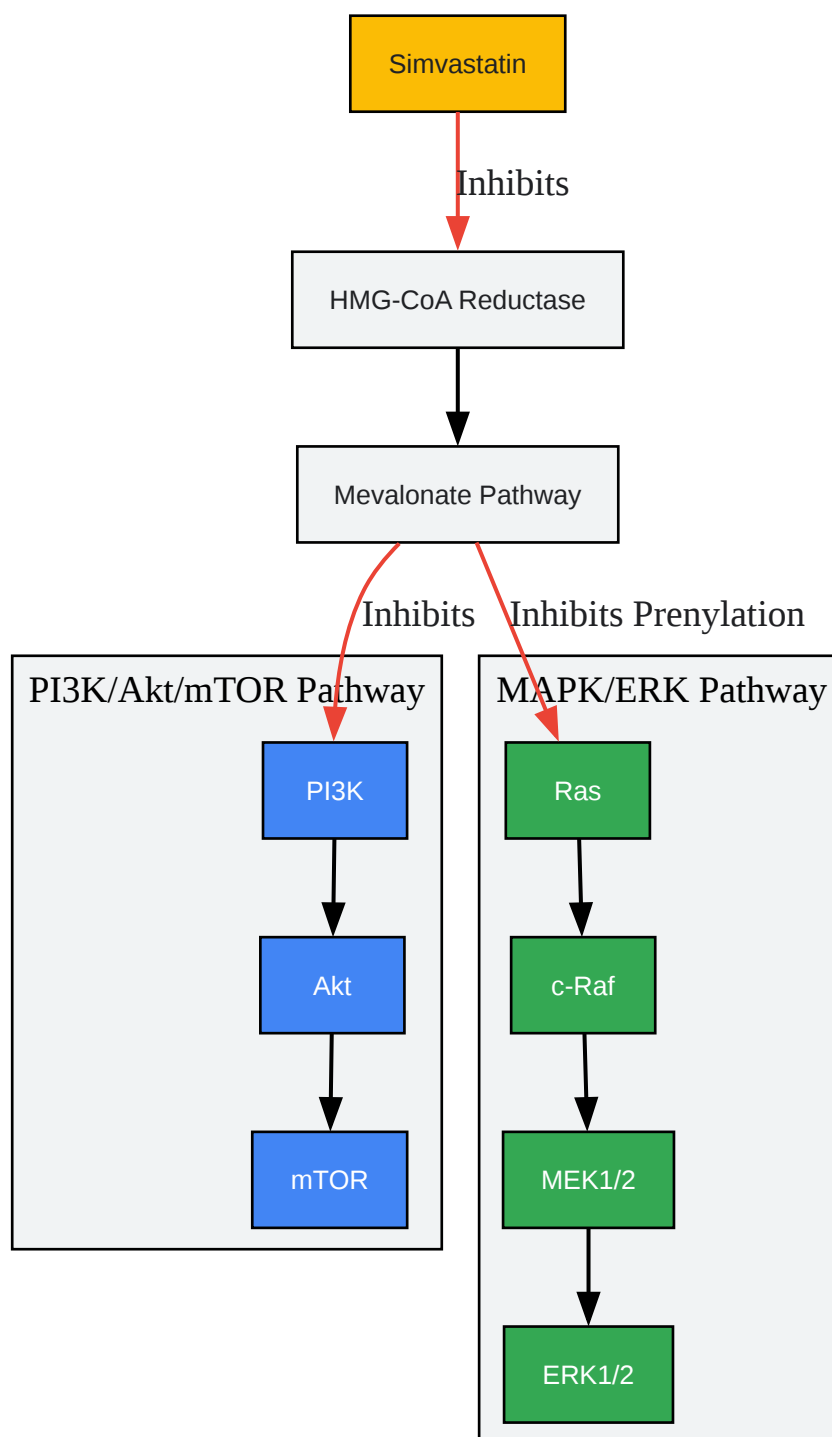 Simvastatin
Inhibits
HMG-CoA Reductase
Mevalonate Pathway
Inhibits
Inhibits Prenylation
PI3K/Akt/mTOR Pathway
MAPK/ERK Pathway
PI3K
Ras
Akt
c-Raf
mTOR
MEK1/2
ERK1/2